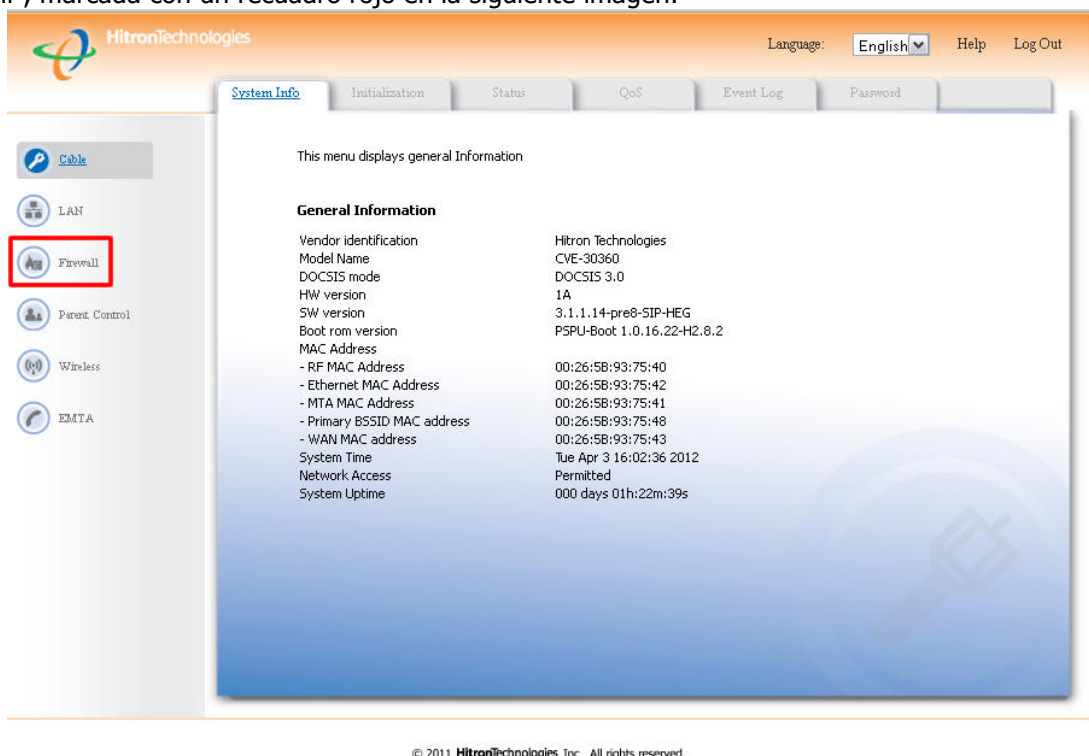 , marcada con un recuadro rojo en la siguiente imagen.
HitronTechnologies
Language: English Help Log Out
System Info Initialization Status QoS Event Log Password
Cable
LAN
Firewall
Parent Control
Wireless
EMTA
This menu displays general Information
General Information
Vendor identification Hitron Technologies
Model Name CVE-30360
DOCSIS mode DOCSIS 3.0
HW version 1A
SW version 3.1.1.14-pre8-SIP-HEG
Boot rom version PSPU-Boot 1.0.16.22-H2.8.2
MAC Address
- RF MAC Address 00:26:5B:93:75:40
- Ethernet MAC Address 00:26:5B:93:75:42
- MTA MAC Address 00:26:5B:93:75:41
- Primary BSSID MAC address 00:26:5B:93:75:48
- WAN MAC address 00:26:5B:93:75:43
System Time Tue Apr 3 16:02:36 2012
Network Access Permitted
System Uptime 000 days 01h:22m:39s
© 2011 HitronTechnologies Inc.. All rights reserved.